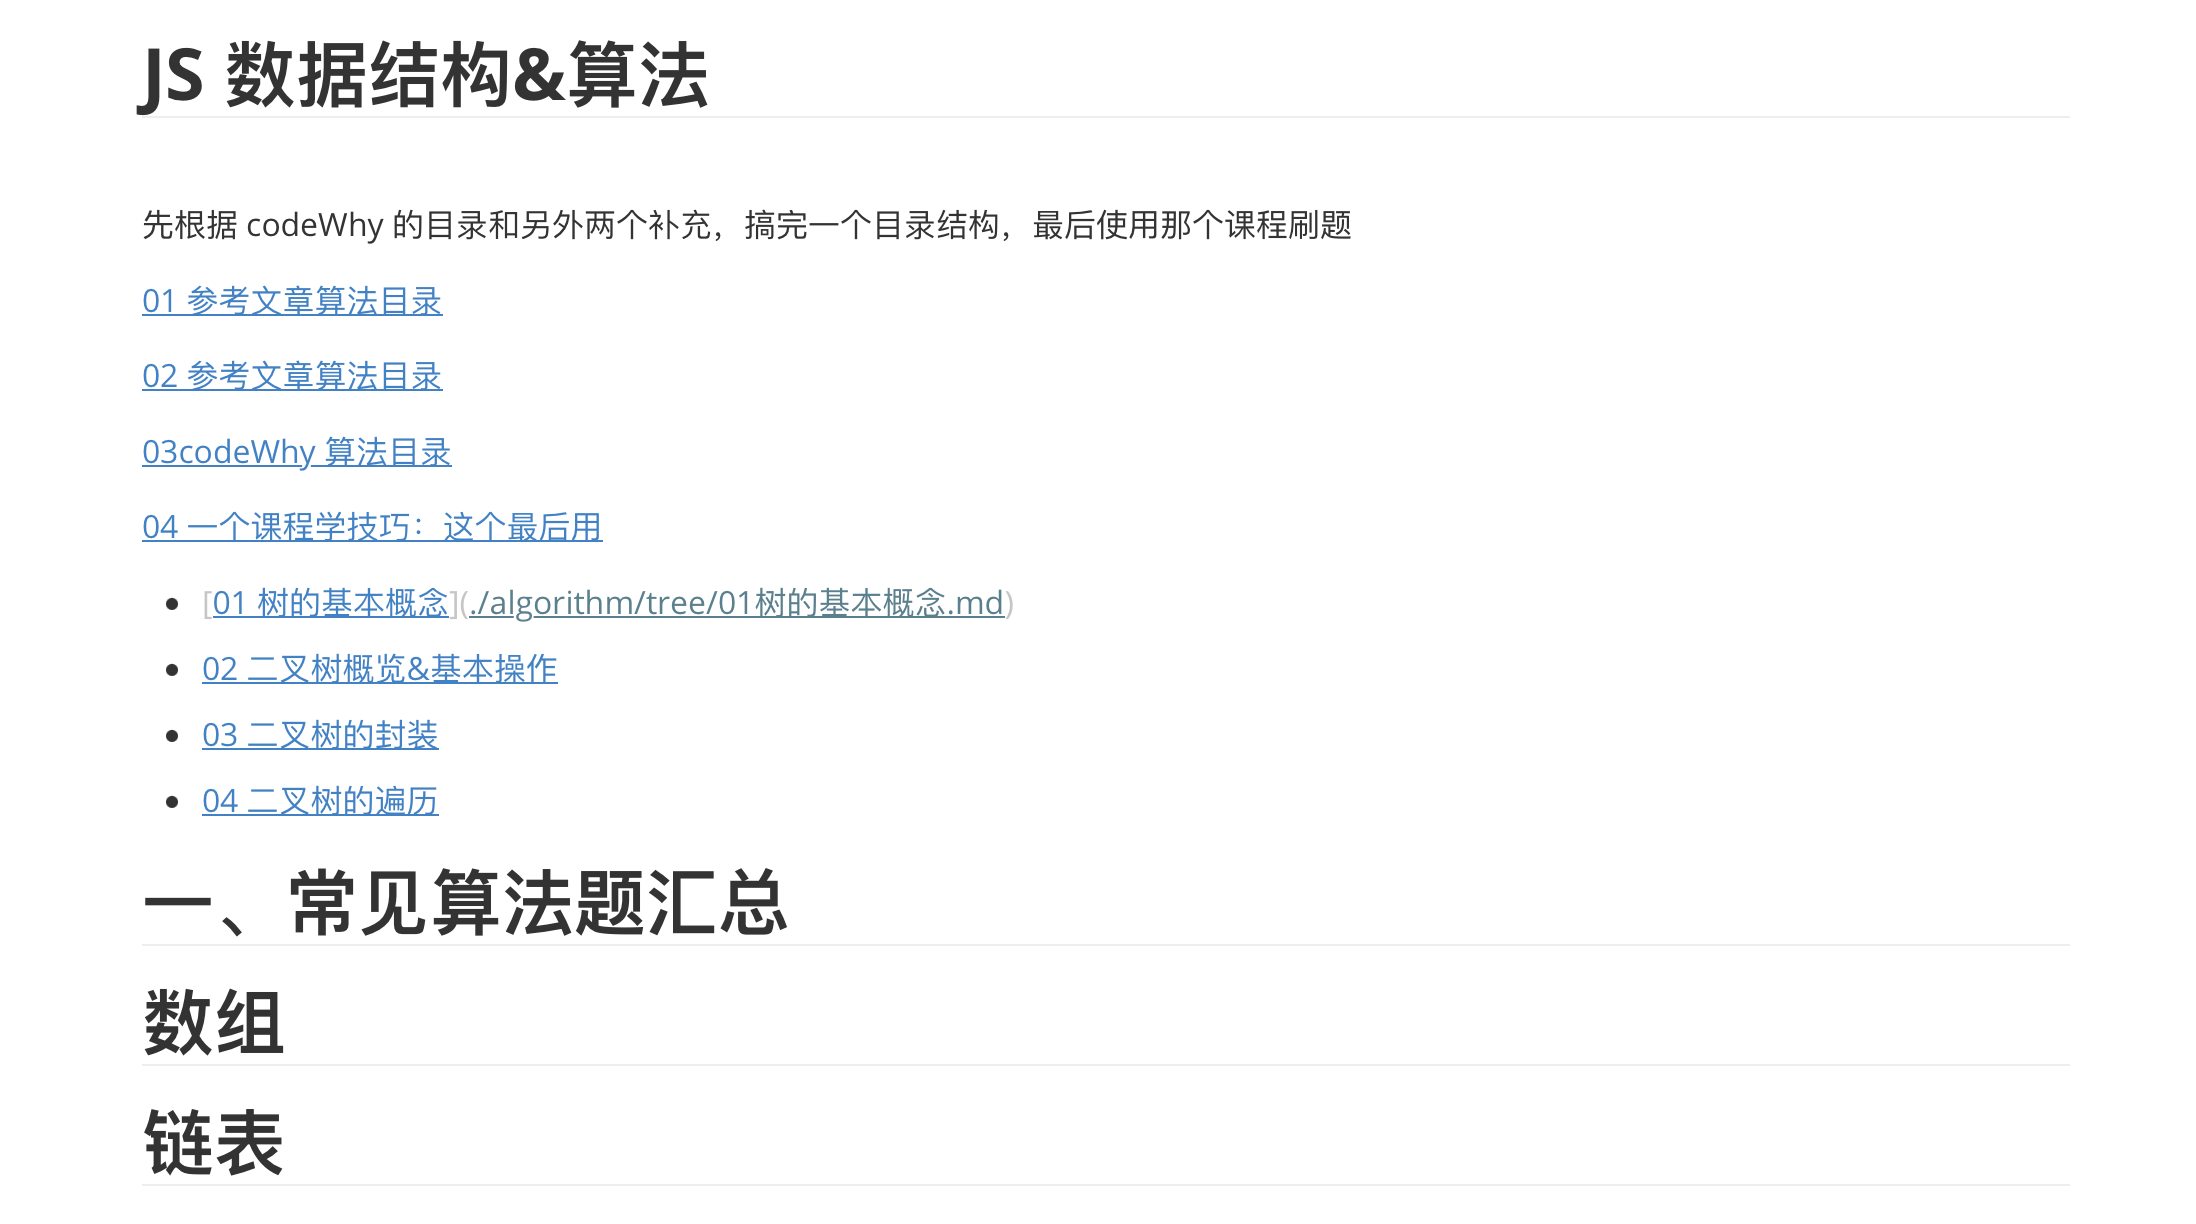 JS 数据结构&算法
先根据 codeWhy 的目录和另外两个补充，搞完一个目录结构，最后使用那个课程刷题
01 参考文章算法目录
02 参考文章算法目录
03codeWhy 算法目录
04 一个课程学技巧：这个最后用
[01 树的基本概念](./algorithm/tree/01树的基本概念.md)
02 二叉树概览&基本操作
03 二叉树的封装
04 二叉树的遍历
一、常见算法题汇总
数组
链表